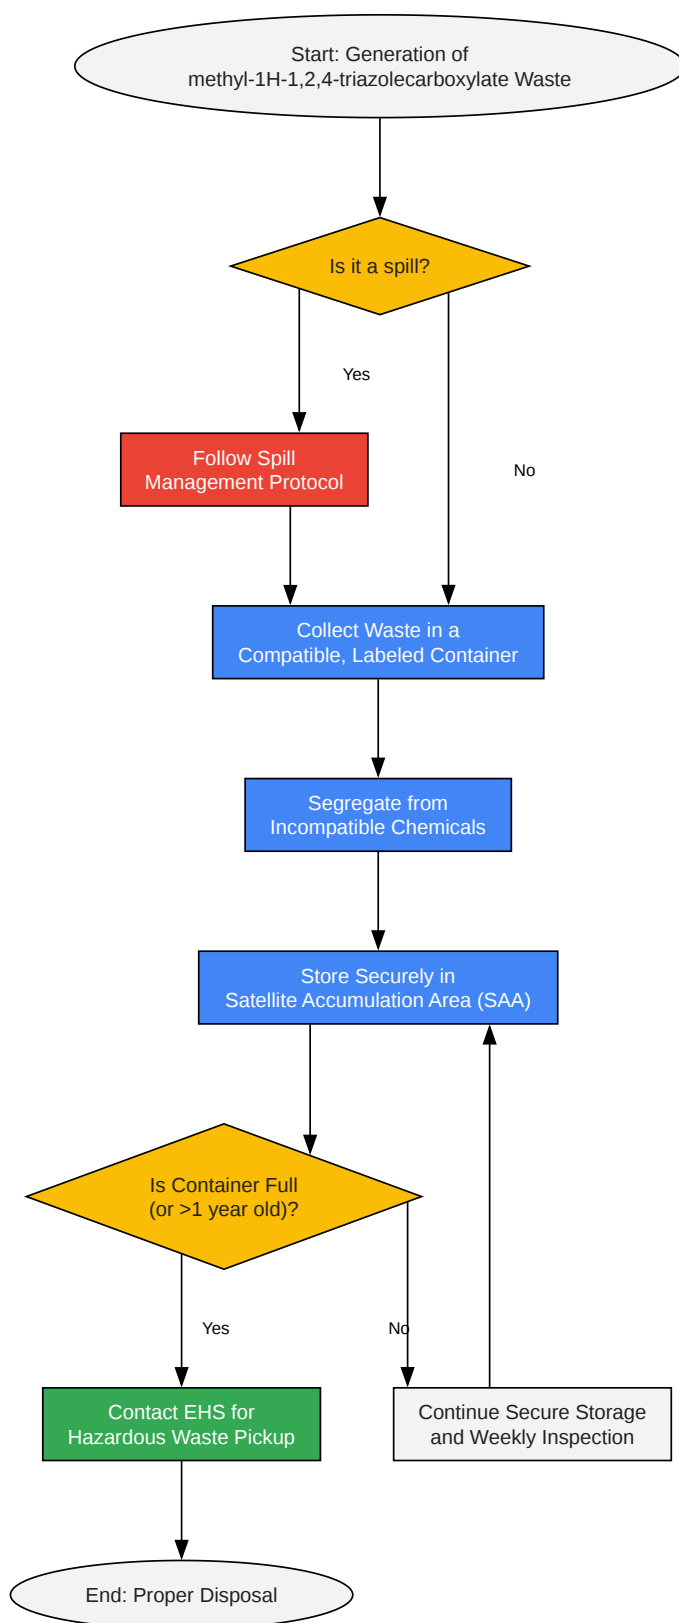 Start: Generation of
methyl-1H-1,2,4-triazolecarboxylate Waste
Is it a spill?
Yes
Follow Spill
Management Protocol
No
Collect Waste in a
Compatible, Labeled Container
Segregate from
Incompatible Chemicals
Store Securely in
Satellite Accumulation Area (SAA)
Is Container Full
(or >1 year old)?
Yes
No
Contact EHS for
Hazardous Waste Pickup
Continue Secure Storage
and Weekly Inspection
End: Proper Disposal